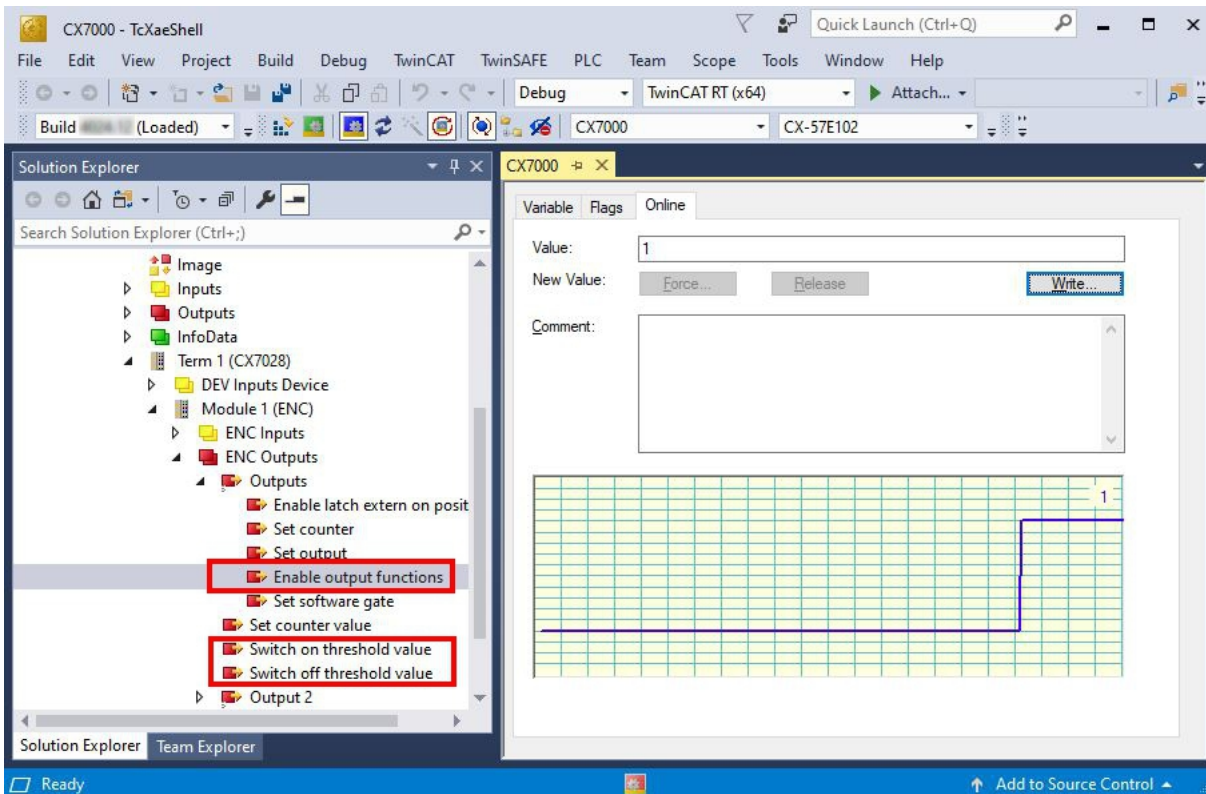 CX7000 - TcXaeShell
Quick Launch (Ctrl+Q)
File Edit View Project Build Debug TwinCAT TwinSAFE PLC Team Scope Tools Window Help
Debug TwinCAT RT (x64) Attach...
Build (Loaded) CX7000 CX-57E102
Solution Explorer
Search Solution Explorer (Ctrl+;)
Image
Inputs
Outputs
InfoData
Term 1 (CX7028)
DEV Inputs Device
Module 1 (ENC)
ENC Inputs
ENC Outputs
Outputs
Enable latch extern on posit
Set counter
Set output
Enable output functions
Set software gate
Set counter value
Switch on threshold value
Switch off threshold value
Output 2
Solution Explorer Team Explorer
CX7000
Variable Flags Online
Value: 1
New Value: Force... Release Write...
Comment:
1
Ready Add to Source Control